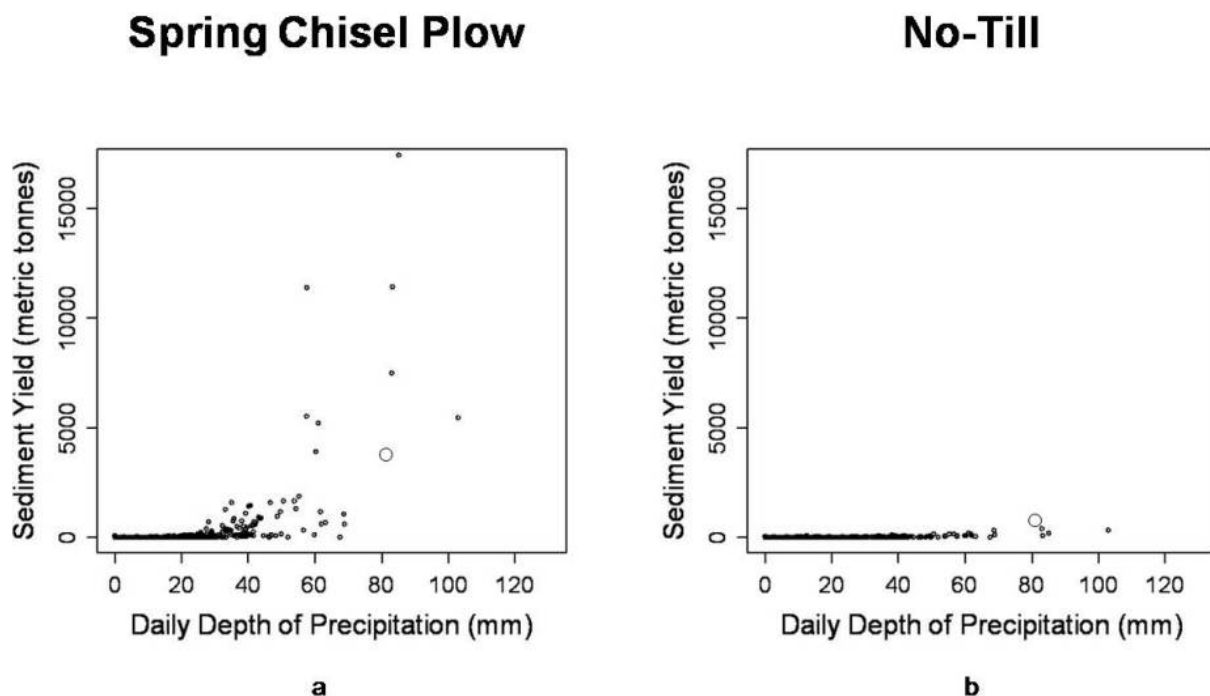 Spring Chisel Plow
No-Till
Sediment Yield (metric tonnes)
15000
10000
5000
0
0 20 40 60 80 100 120
Daily Depth of Precipitation (mm)
a
Sediment Yield (metric tonnes)
15000
10000
5000
0
0 20 40 60 80 100 120
Daily Depth of Precipitation (mm)
b